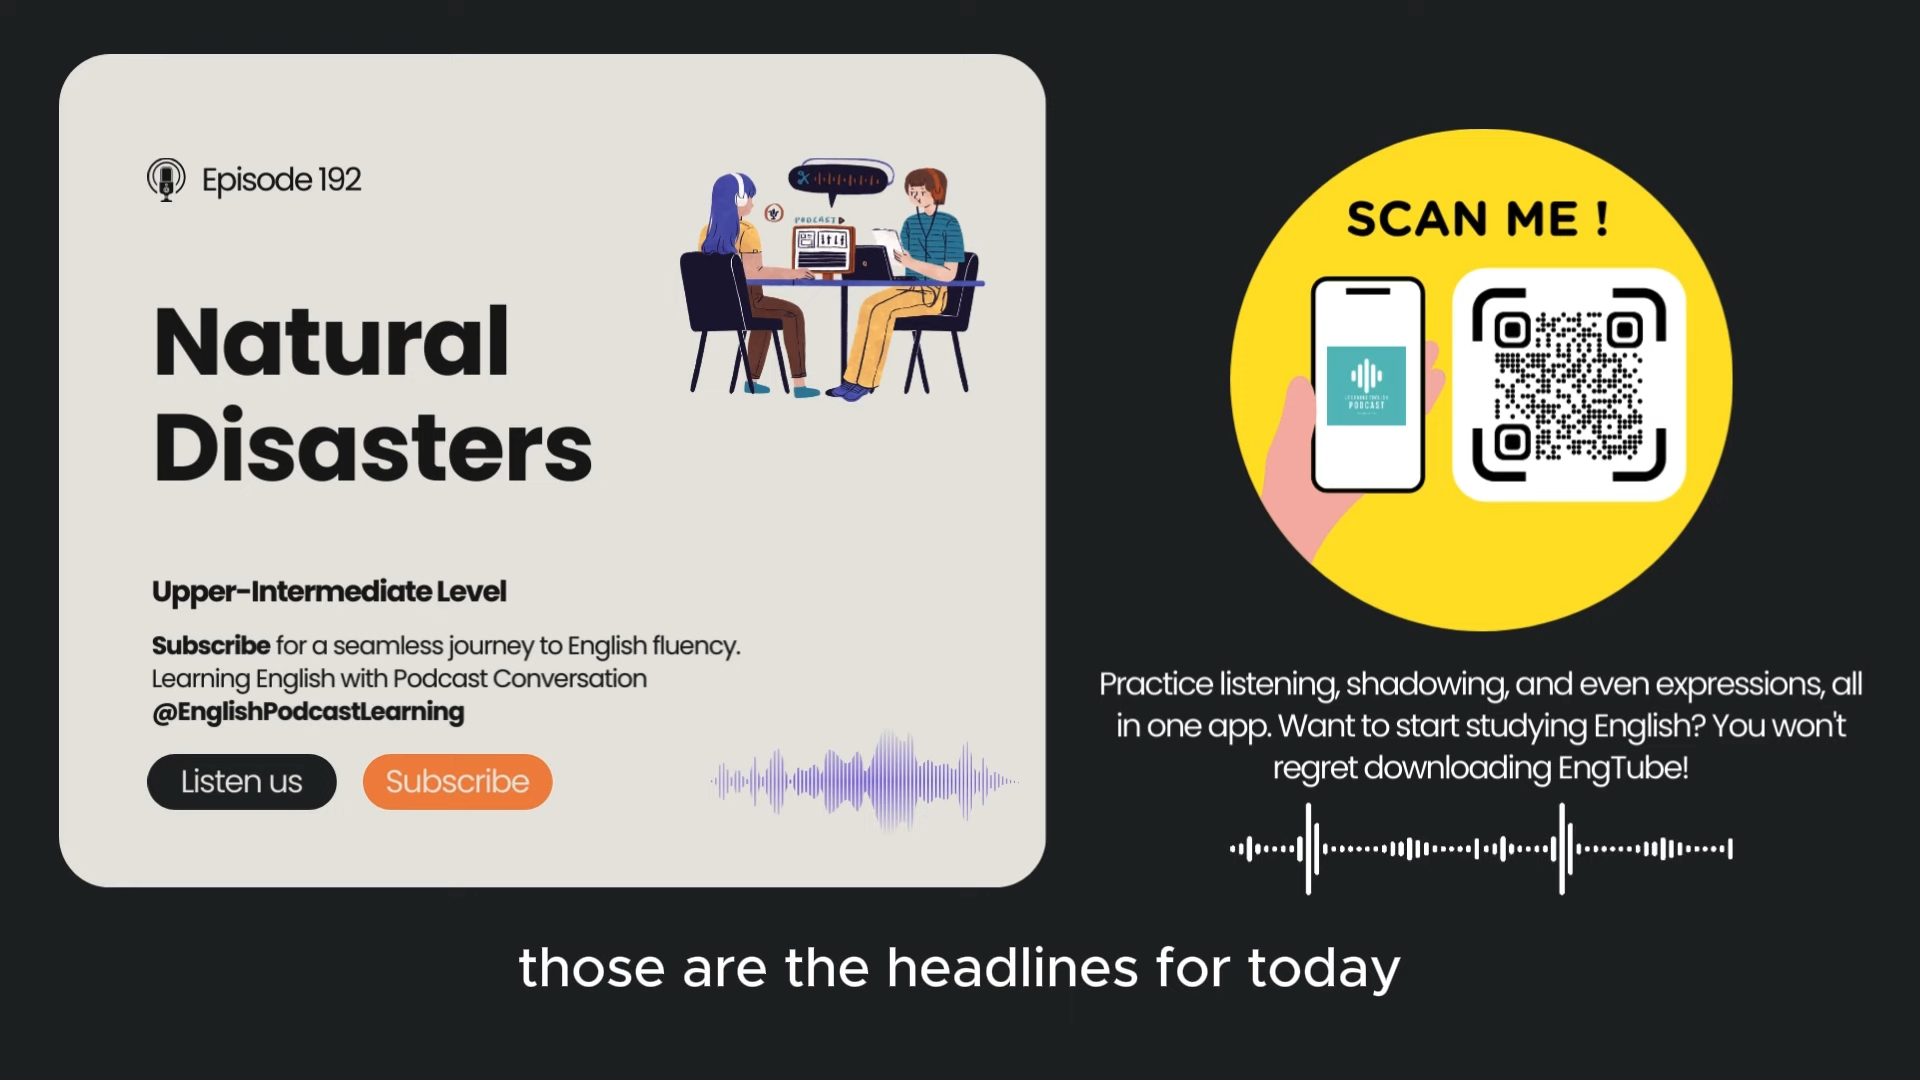 Episode 192
PODCAST
Natural
Disasters
Upper-Intermediate Level
Subscribe for a seamless journey to English fluency.
Learning English with Podcast Conversation
@EnglishPodcastLearning
Listen us
Subscribe
SCAN ME !
PODCAST
Practice listening, shadowing, and even expressions, all
in one app. Want to start studying English? You won't
regret downloading EngTube!
those are the headlines for today